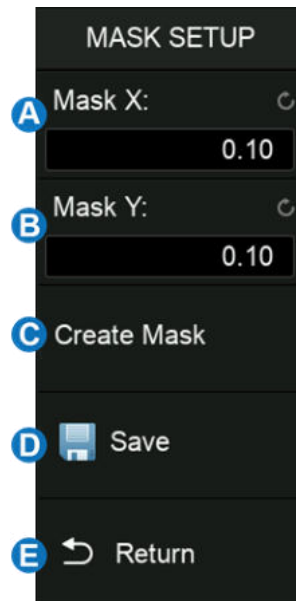 MASK SETUP
A Mask X:
0.10
B Mask Y:
0.10
C Create Mask
D Save
E Return